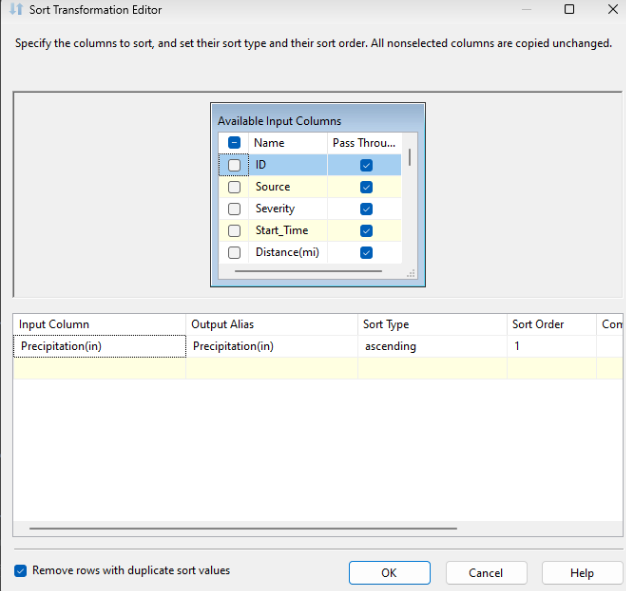 Sort Transformation Editor
Specify the columns to sort, and set their sort type and their sort order. All nonselected columns are copied unchanged.
Available Input Columns
Name Pass Throu...
ID
Source
Severity
Start_Time
Distance(mi)
Input Column Output Alias Sort Type Sort Order Com
Precipitation(in) Precipitation(in) ascending 1
Remove rows with duplicate sort values
OK Cancel Help